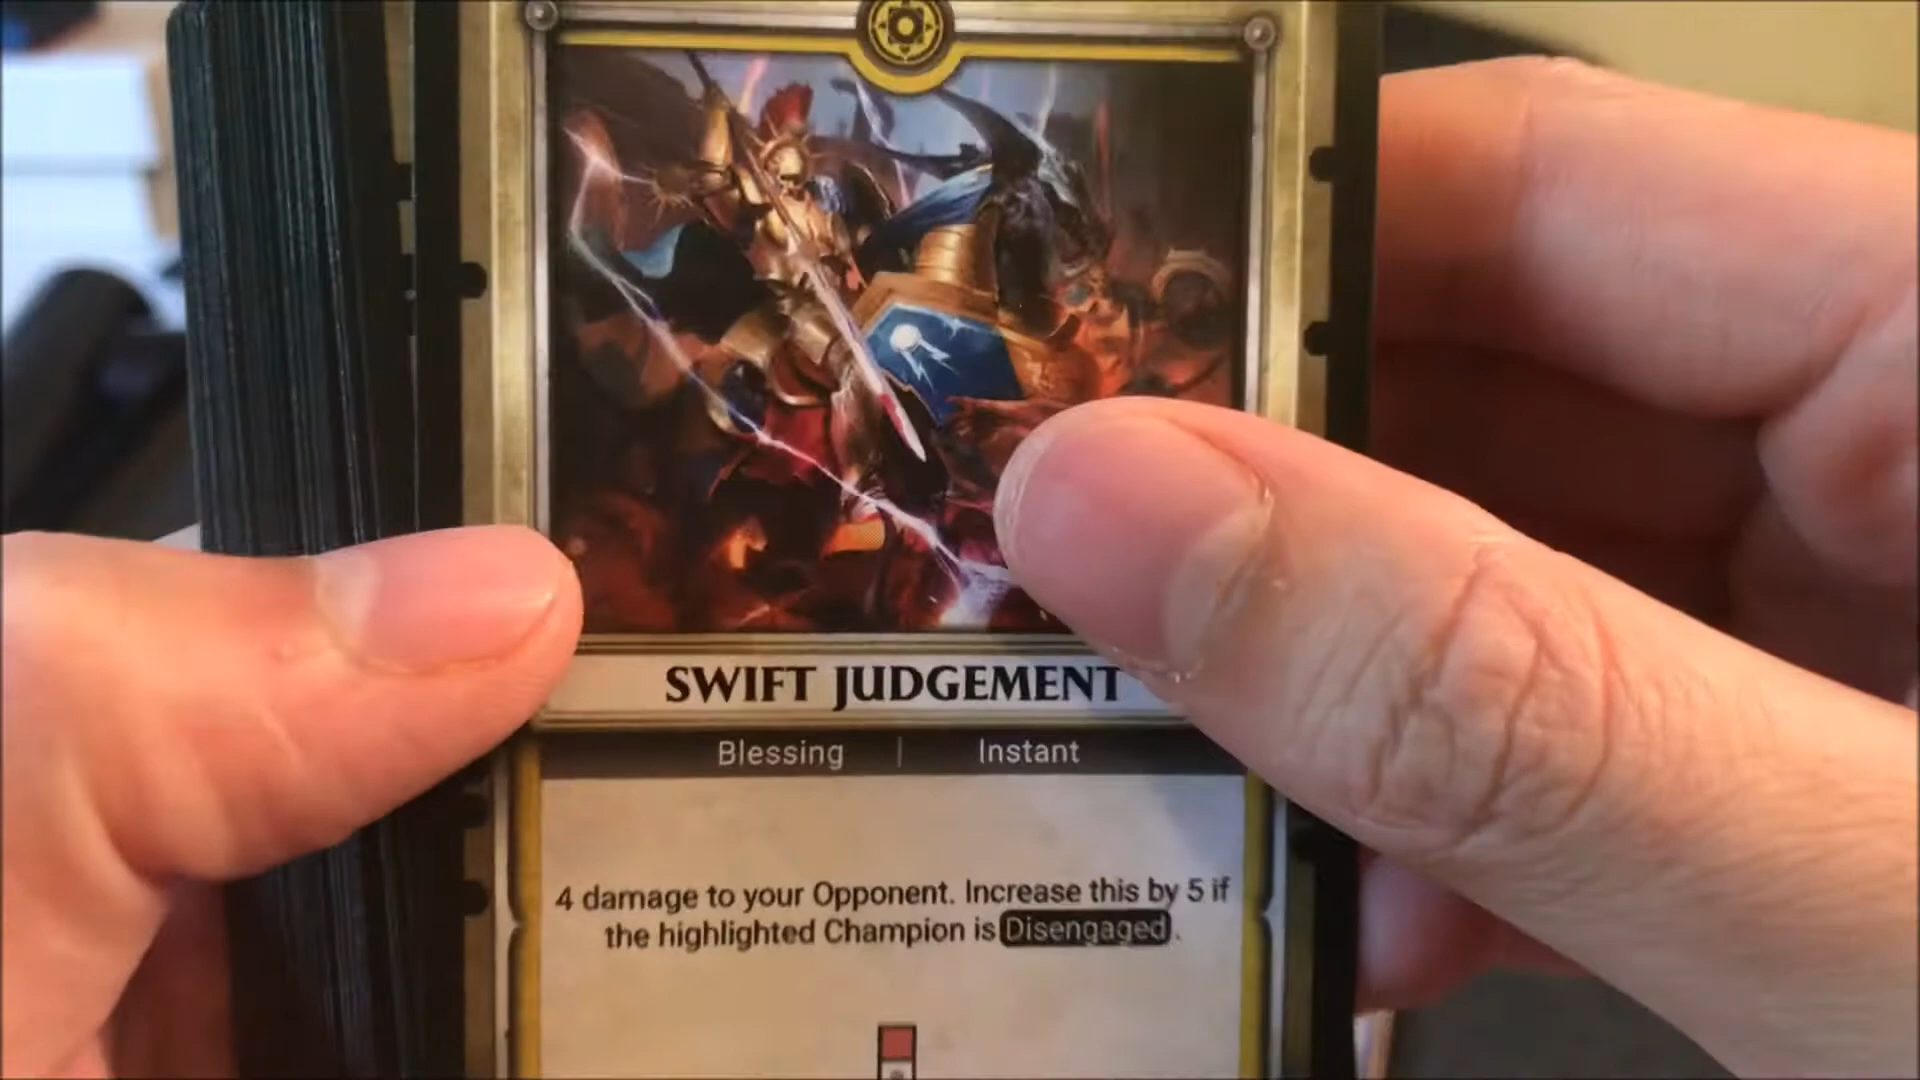 SWIFT JUDGEMENT
Blessing | Instant
4 damage to your Opponent. Increase this by 5 if
the highlighted Champion is Disengaged.